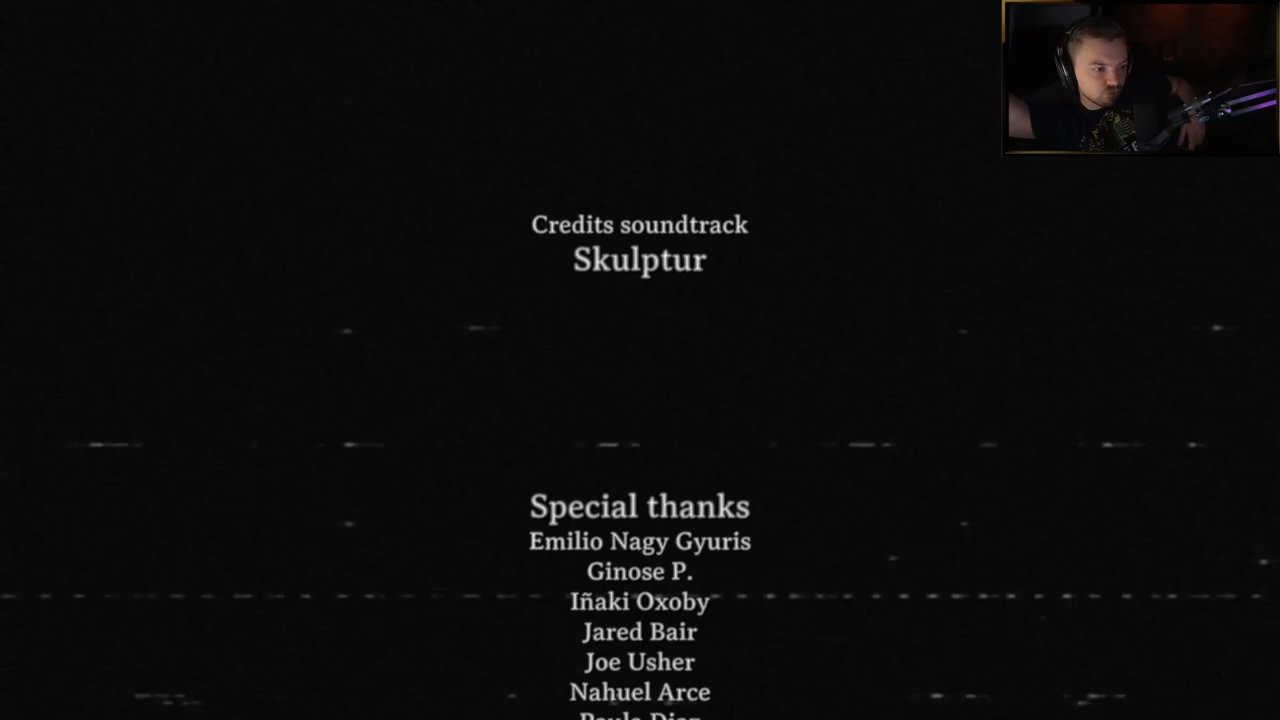 Credits soundtrack
Skulptur
Special thanks
Emilio Nagy Gyuris
Ginose P.
Iñaki Oxoby
Jared Bair
Joe Usher
Nahuel Arce